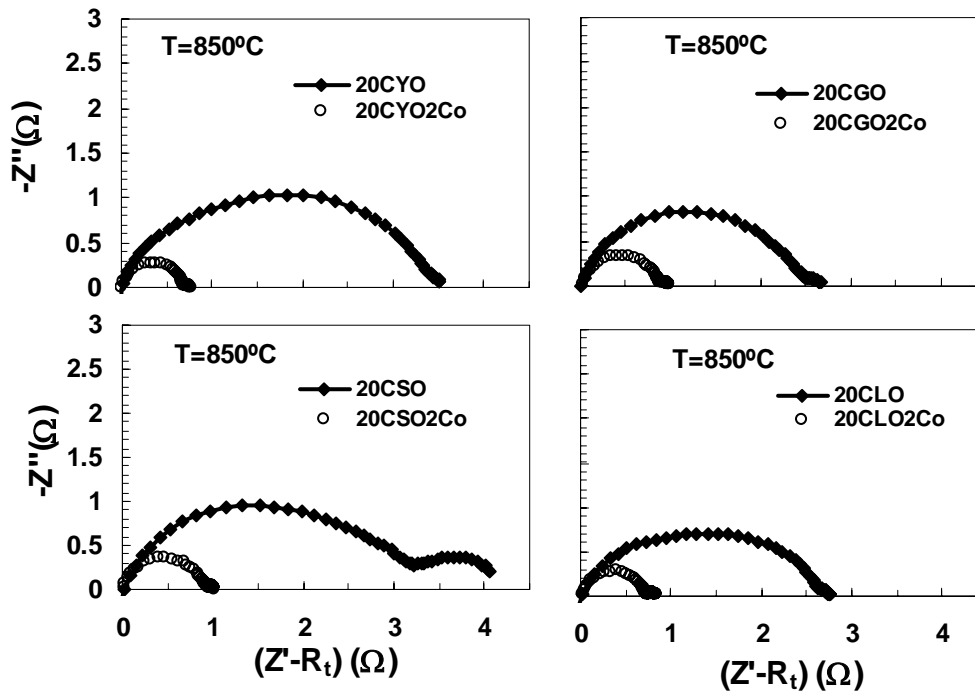 3
2.5
2
1.5
1
0.5
0
-Z''(Ω)
T=850ºC
20CYO
20CYO2Co
T=850ºC
20CGO
20CGO2Co
3
2.5
2
1.5
1
0.5
0
-Z''(Ω)
T=850ºC
20CSO
20CSO2Co
T=850ºC
20CLO
20CLO2Co
0 1 2 3 4
0 1 2 3 4
(Z'-Rt) (Ω)
(Z'-Rt) (Ω)